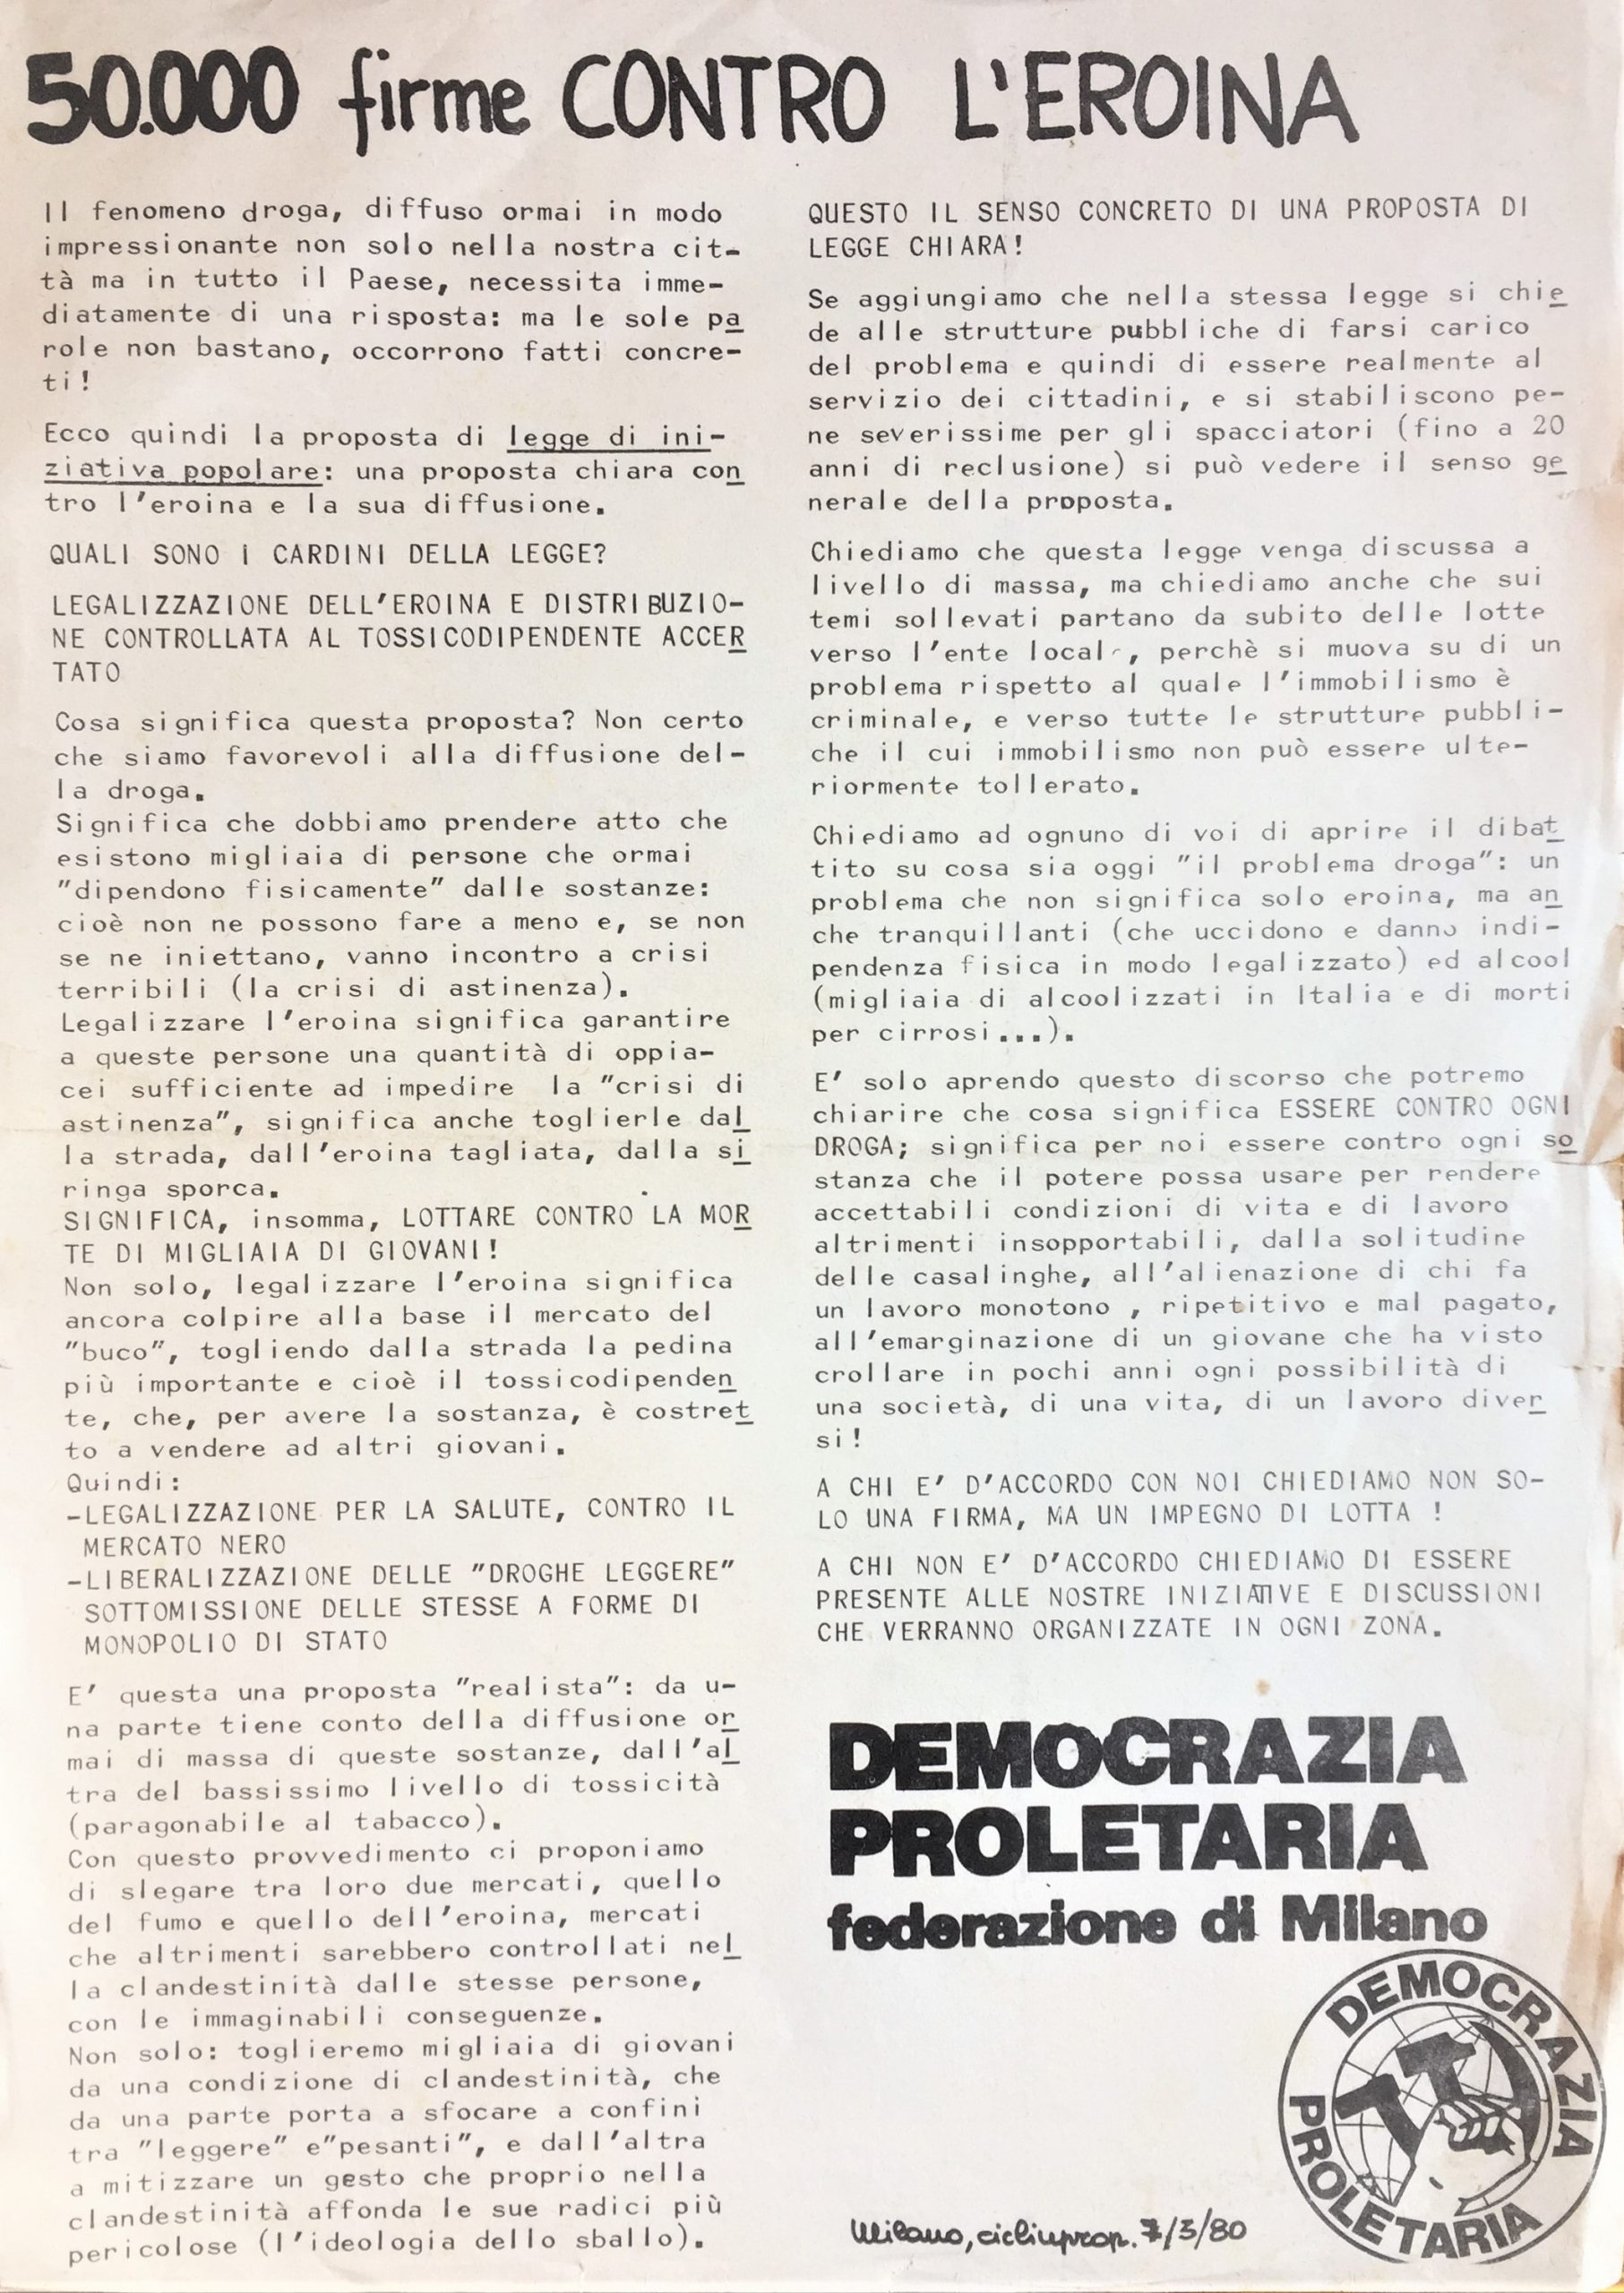 50.000 firme CONTRO L'EROINA
Il fenomeno droga, diffuso ormai in modo
impressionante non solo nella nostra cit-
tà ma in tutto il Paese, necessita imme-
diatamente di una risposta: ma le sole pa
role non bastano, occorrono fatti concre-
ti!
Ecco quindi la proposta di legge di ini-
ziativa popolare: una proposta chiara con
tro l'eroina e la sua diffusione.
QUALI SONO I CARDINI DELLA LEGGE?
LEGALIZZAZIONE DELL'EROINA E DISTRIBUZIO-
NE CONTROLLATA AL TOSSICODIPENDENTE ACCER
TATO
Cosa significa questa proposta? Non certo
che siamo favorevoli alla diffusione del-
la droga.
Significa che dobbiamo prendere atto che
esistono migliaia di persone che ormai
"dipendono fisicamente" dalle sostanze:
cioè non ne possono fare a meno e, se non
se ne iniettano, vanno incontro a crisi
terribili (la crisi di astinenza).
Legalizzare l'eroina significa garantire
a queste persone una quantità di oppia-
cei sufficiente ad impedire la "crisi di
astinenza", significa anche toglierle dal
la strada, dall'eroina tagliata, dalla si
ringa sporca.
SIGNIFICA, insomma, LOTTARE CONTRO LA MOR
TE DI MIGLIAIA DI GIOVANI!
Non solo, legalizzare l'eroina significa
ancora colpire alla base il mercato del
"buco", togliendo dalla strada la pedina
più importante e cioè il tossicodipenden
te, che, per avere la sostanza, è costret
to a vendere ad altri giovani.
Quindi:
-LEGALIZZAZIONE PER LA SALUTE, CONTRO IL
MERCATO NERO
-LIBERALIZZAZIONE DELLE "DROGHE LEGGERE"
SOTTOMISSIONE DELLE STESSE A FORME DI
MONOPOLIO DI STATO
E' questa una proposta "realista": da u-
na parte tiene conto della diffusione or
mai di massa di queste sostanze, dall'al
tra del bassissimo livello di tossicità
(paragonabile al tabacco).
Con questo provvedimento ci proponiamo
di slegare tra loro due mercati, quello
del fumo e quello dell'eroina, mercati
che altrimenti sarebbero controllati nel
la clandestinità dalle stesse persone,
con le immaginabili conseguenze.
Non solo: toglieremo migliaia di giovani
da una condizione di clandestinità, che
da una parte porta a sfocare a confini
tra "leggere" e"pesanti", e dall'altra
a mitizzare un gesto che proprio nella
clandestinità affonda le sue radici più
pericolose (l'ideologia dello sballo).
QUESTO IL SENSO CONCRETO DI UNA PROPOSTA DI
LEGGE CHIARA!
Se aggiungiamo che nella stessa legge si chie
de alle strutture pubbliche di farsi carico
del problema e quindi di essere realmente al
servizio dei cittadini, e si stabiliscono pe-
ne severissime per gli spacciatori (fino a 20
anni di reclusione) si può vedere il senso ge
nerale della proposta.
Chiediamo che questa legge venga discussa a
livello di massa, ma chiediamo anche che sui
temi sollevati partano da subito delle lotte
verso l'ente locale, perchè si muova su di un
problema rispetto al quale l'immobilismo è
criminale, e verso tutte le strutture pubbli-
che il cui immobilismo non può essere ulte-
riormente tollerato.
Chiediamo ad ognuno di voi di aprire il dibat
tito su cosa sia oggi "il problema droga": un
problema che non significa solo eroina, ma an
che tranquillanti (che uccidono e danno indi-
pendenza fisica in modo legalizzato) ed alcool
(migliaia di alcoolizzati in Italia e di morti
per cirrosi...).
E' solo aprendo questo discorso che potremo
chiarire che cosa significa ESSERE CONTRO OGNI
DROGA; significa per noi essere contro ogni so
stanza che il potere possa usare per rendere
accettabili condizioni di vita e di lavoro
altrimenti insopportabili, dalla solitudine
delle casalinghe, all'alienazione di chi fa
un lavoro monotono , ripetitivo e mal pagato,
all'emarginazione di un giovane che ha visto
crollare in pochi anni ogni possibilità di
una società, di una vita, di un lavoro diver
si!
A CHI E' D'ACCORDO CON NOI CHIEDIAMO NON SO-
LO UNA FIRMA, MA UN IMPEGNO DI LOTTA !
A CHI NON E' D'ACCORDO CHIEDIAMO DI ESSERE
PRESENTE ALLE NOSTRE INIZIATIVE E DISCUSSIONI
CHE VERRANNO ORGANIZZATE IN OGNI ZONA.
DEMOCRAZIA
PROLETARIA
federazione di Milano
DEMOCRAZIA
PROLETARIA
Milano, ciclinprop. 7/3/80